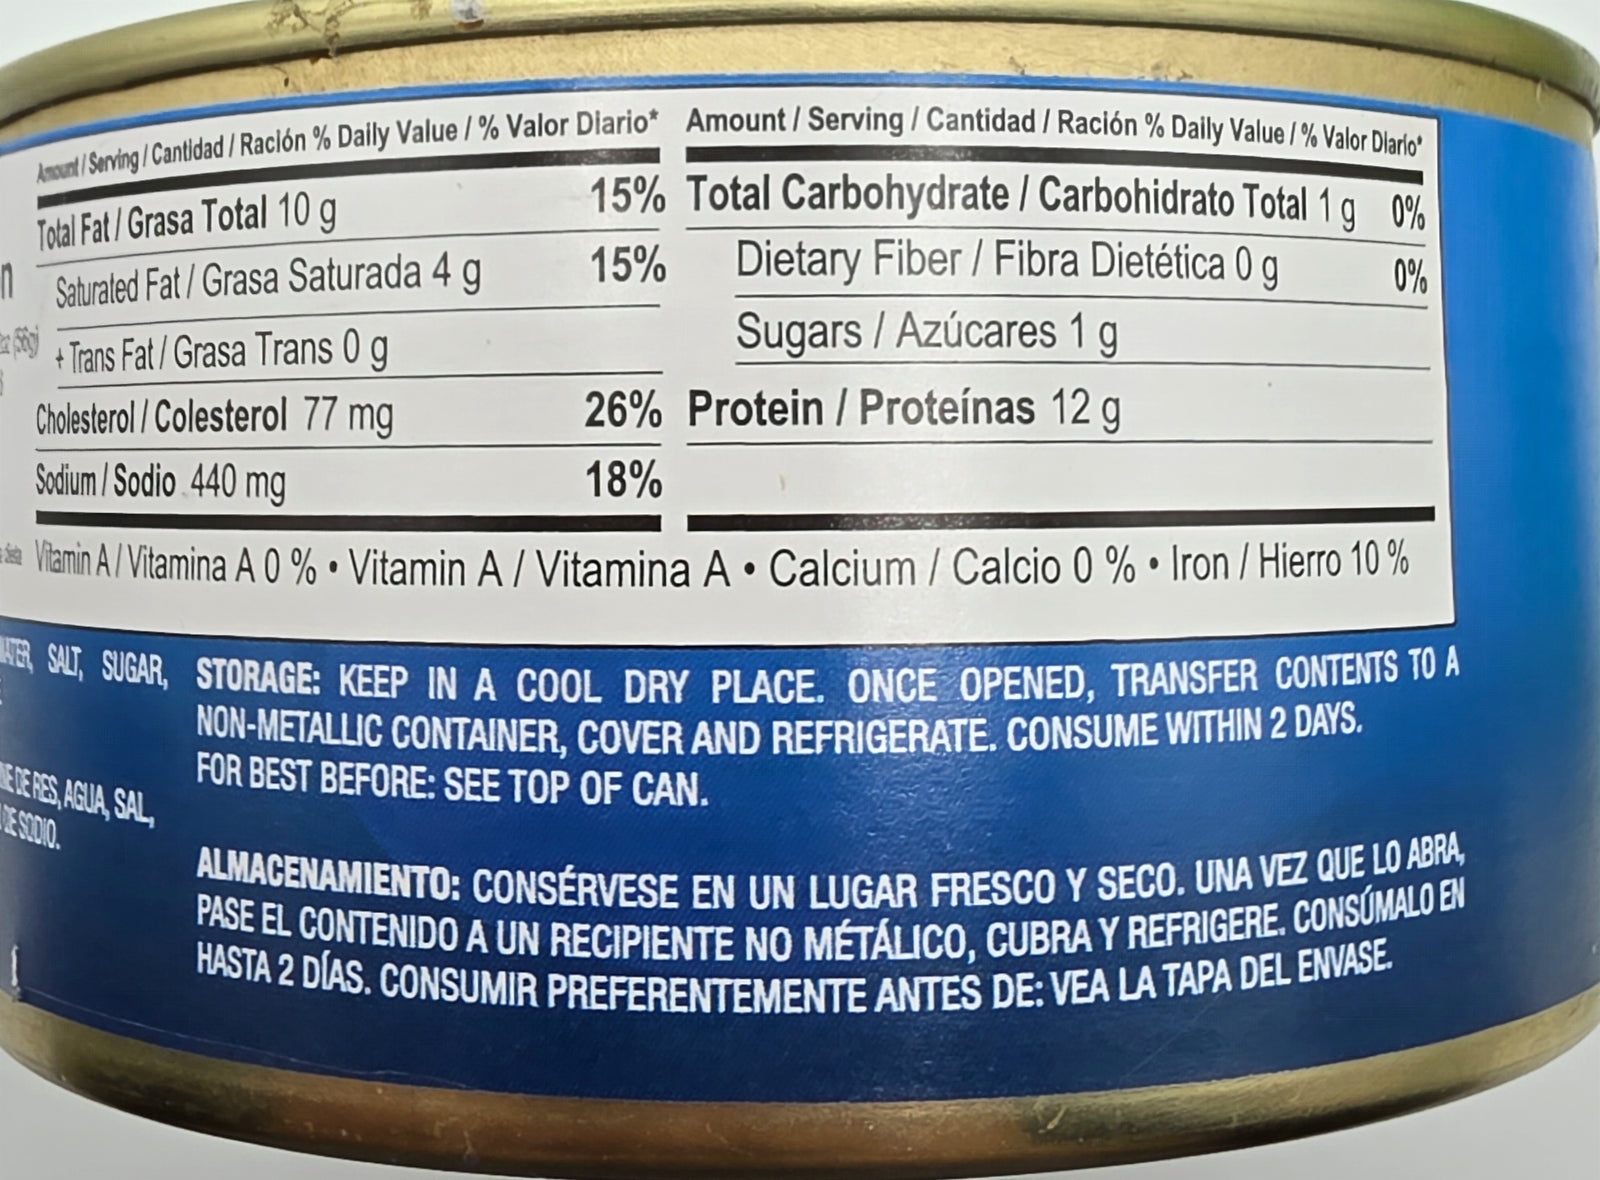 Amount / Serving / Cantidad / Ración % Daily Value / % Valor Diario*
Total Fat / Grasa Total 10 g 15%
Saturated Fat / Grasa Saturada 4 g 15%
+ Trans Fat / Grasa Trans 0 g
Cholesterol / Colesterol 77 mg 26%
Sodium / Sodio 440 mg 18%
Amount / Serving / Cantidad / Ración % Daily Value / % Valor Diario*
Total Carbohydrate / Carbohidrato Total 1 g 0%
Dietary Fiber / Fibra Dietética 0 g 0%
Sugars / Azúcares 1 g
Protein / Proteínas 12 g
Vitamin A / Vitamina A 0 % • Vitamin A / Vitamina A • Calcium / Calcio 0 % • Iron / Hierro 10 %
(56g)
SALT, SUGAR,
DE RES, AGUA, SAL,
DE SODIO.
STORAGE: KEEP IN A COOL DRY PLACE. ONCE OPENED, TRANSFER CONTENTS TO A
NON-METALLIC CONTAINER, COVER AND REFRIGERATE. CONSUME WITHIN 2 DAYS.
FOR BEST BEFORE: SEE TOP OF CAN.
ALMACENAMIENTO: CONSÉRVESE EN UN LUGAR FRESCO Y SECO. UNA VEZ QUE LO ABRA,
PASE EL CONTENIDO A UN RECIPIENTE NO MÉTÁLICO, CUBRA Y REFRIGERE. CONSÚMALO EN
HASTA 2 DÍAS. CONSUMIR PREFERENTEMENTE ANTES DE: VEA LA TAPA DEL ENVASE.